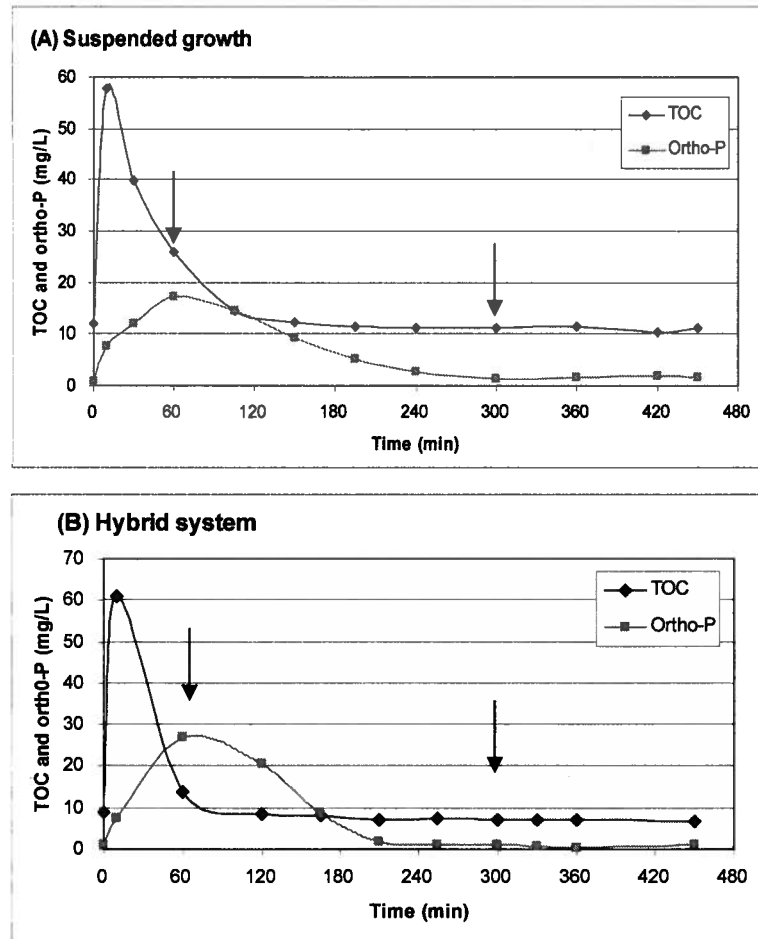 (A) Suspended growth
60
50
40
30
20
10
0
TOC and ortho-P (mg/L)
TOC
Ortho-P
0 60 120 180 240 300 360 420 480
Time (min)
(B) Hybrid system
70
60
50
40
30
20
10
0
TOC and orth0-P (mg/L)
TOC
Ortho-P
0 60 120 180 240 300 360 420 480
Time (min)